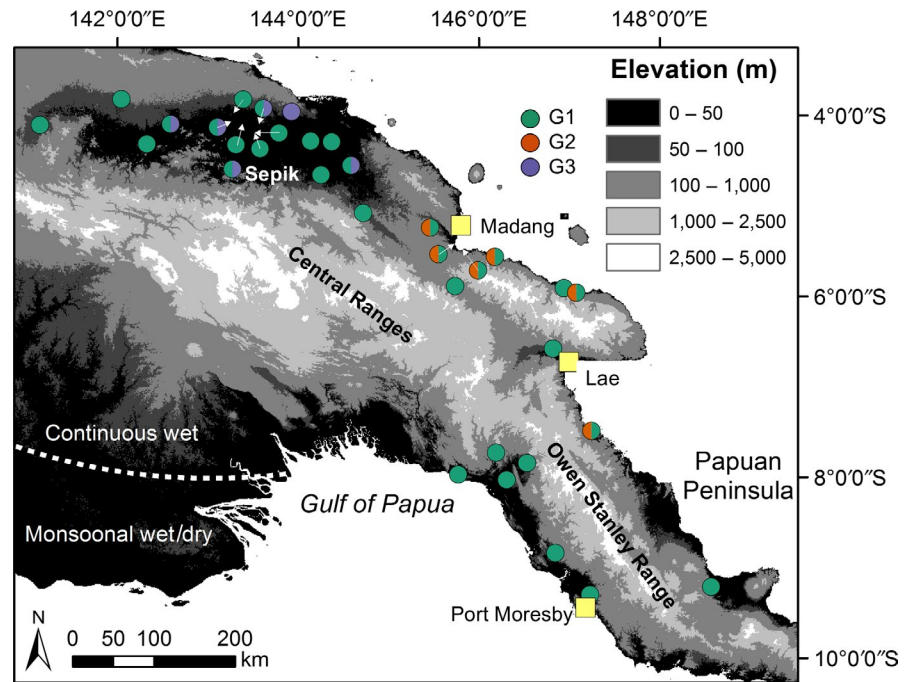 142°0′0″E 144°0′0″E 146°0′0″E 148°0′0″E
Elevation (m)
0 – 50
50 – 100
100 – 1,000
1,000 – 2,500
2,500 – 5,000
G1
G2
G3
4°0′0″S
6°0′0″S
8°0′0″S
10°0′0″S
Sepik
Madang
Central Ranges
Lae
Continuous wet
Monsoonal wet/dry
Gulf of Papua
Owen Stanley Range
Papuan
Peninsula
Port Moresby
N
0 50 100 200
km